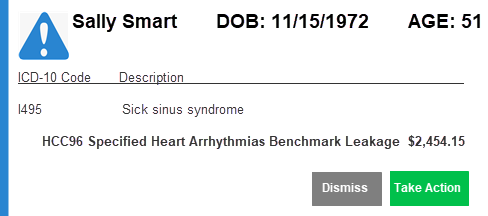 Sally Smart DOB: 11/15/1972 AGE: 51
ICD-10 Code Description
I495 Sick sinus syndrome
HCC96 Specified Heart Arrhythmias Benchmark Leakage $2,454.15
Dismiss Take Action